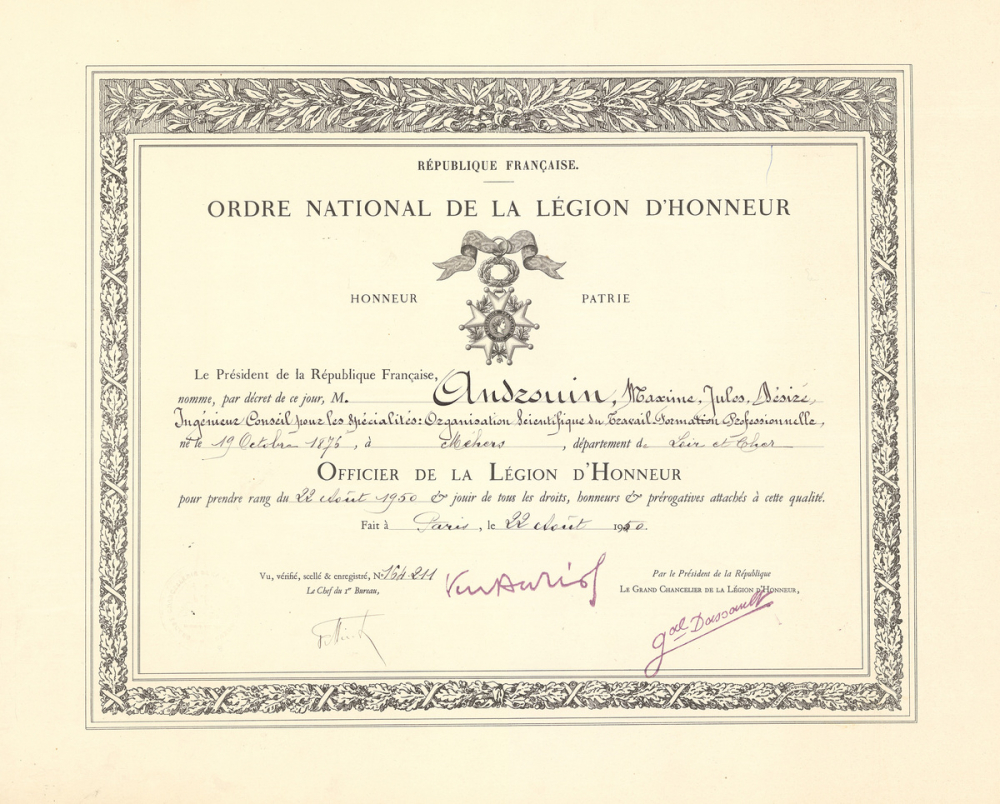 RÉPUBLIQUE FRANÇAISE.
ORDRE NATIONAL DE LA LÉGION D'HONNEUR
HONNEUR PATRIE
Le Président de la République Française,
nomme, par décret de ce jour, M. Androuin, Maxime, Jules, Désiré,
Ingénieur Conseil pour les Spécialités: Organisation Scientifique du Travail Formation Professionnelle,
né le 19 Octobre 1876, à Méhers, département de Loir et Cher
OFFICIER DE LA LÉGION D'HONNEUR
pour prendre rang du 22 Août 1950 & jouir de tous les droits, honneurs & prérogatives attachés à cette qualité.
Fait à Paris, le 22 Août 1950.
Vu, vérifié, scellé & enregistré, N° 164 211
Le Chef du 1er Bureau,
Par le Président de la République
LE GRAND CHANCELIER DE LA LÉGION D'HONNEUR,
gal Dassault